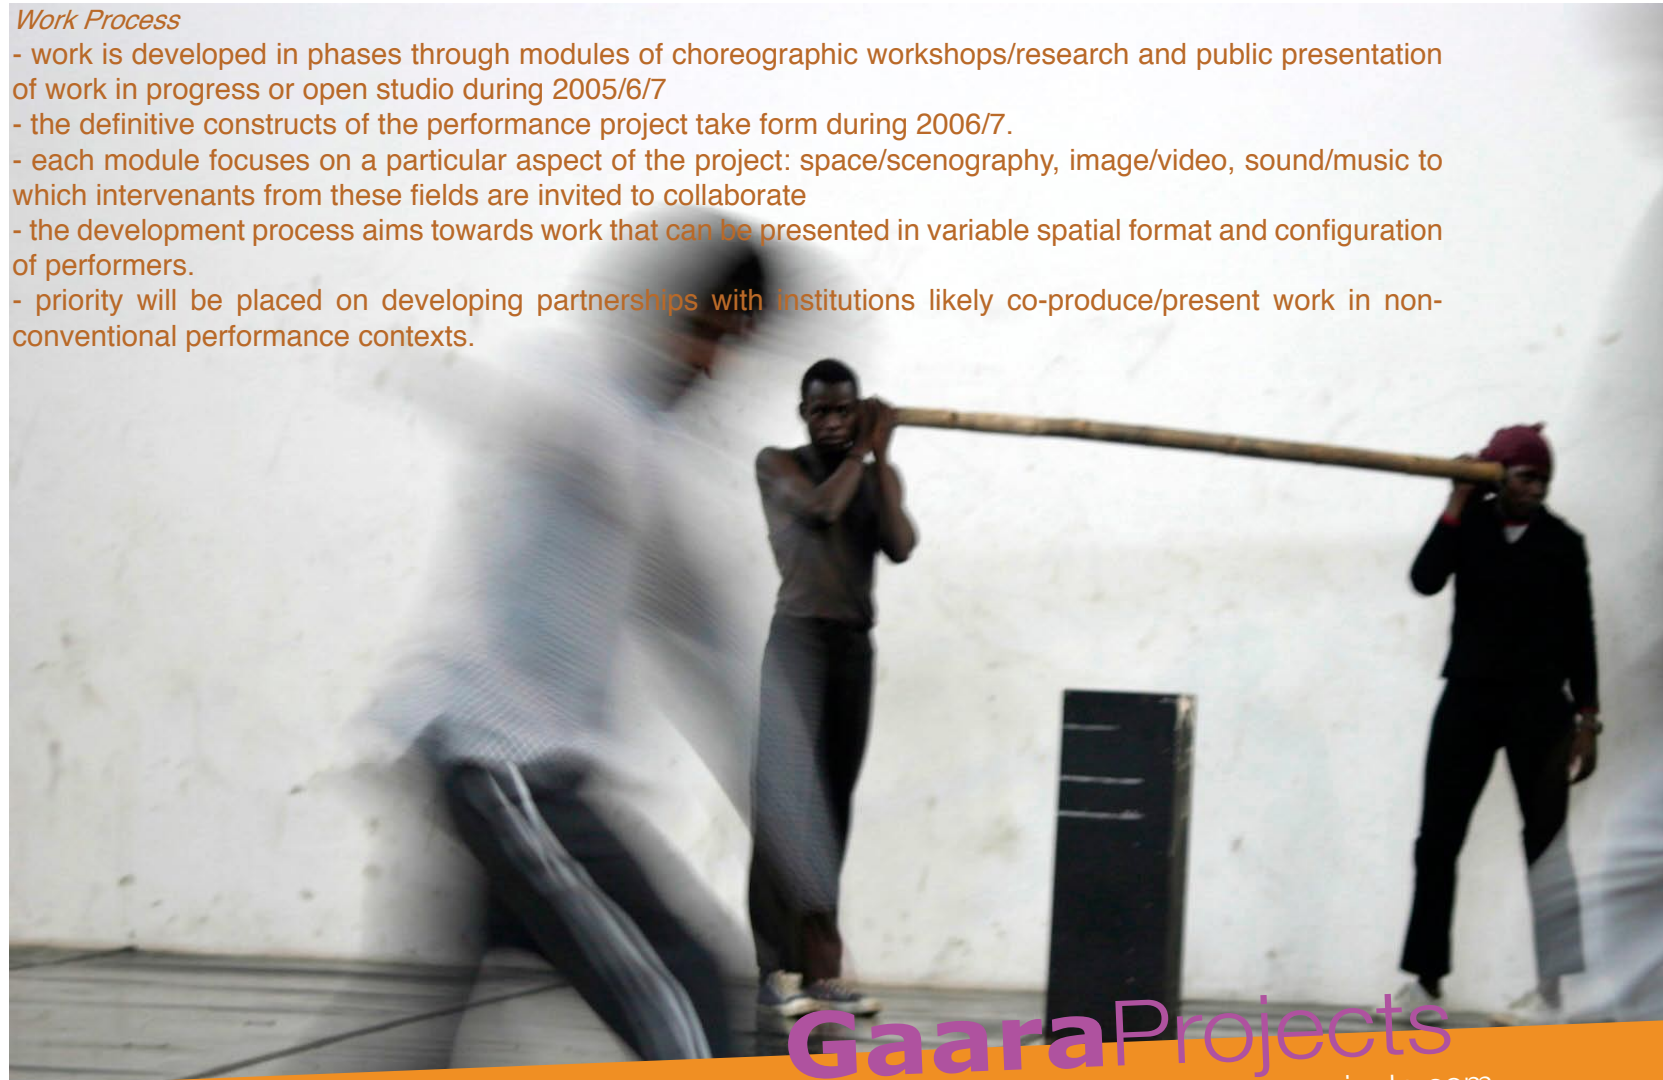 Work Process
- work is developed in phases through modules of choreographic workshops/research and public presentation
of work in progress or open studio during 2005/6/7
- the definitive constructs of the performance project take form during 2006/7.
- each module focuses on a particular aspect of the project: space/scenography, image/video, sound/music to
which intervenants from these fields are invited to collaborate
- the development process aims towards work that can be presented in variable spatial format and configuration
of performers.
- priority will be placed on developing partnerships with institutions likely co-produce/present work in non-
conventional performance contexts.
GaaraProjects